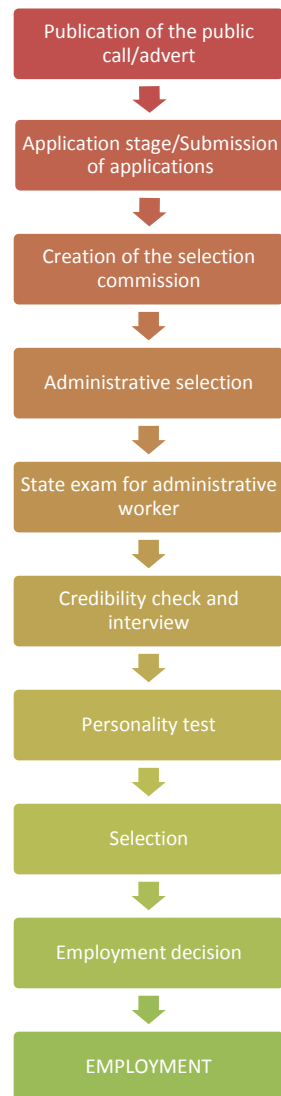 Publication of the public
call/advert
Application stage/Submission
of applications
Creation of the selection
commission
Administrative selection
State exam for administrative
worker
Credibility check and
interview
Personality test
Selection
Employment decision
EMPLOYMENT